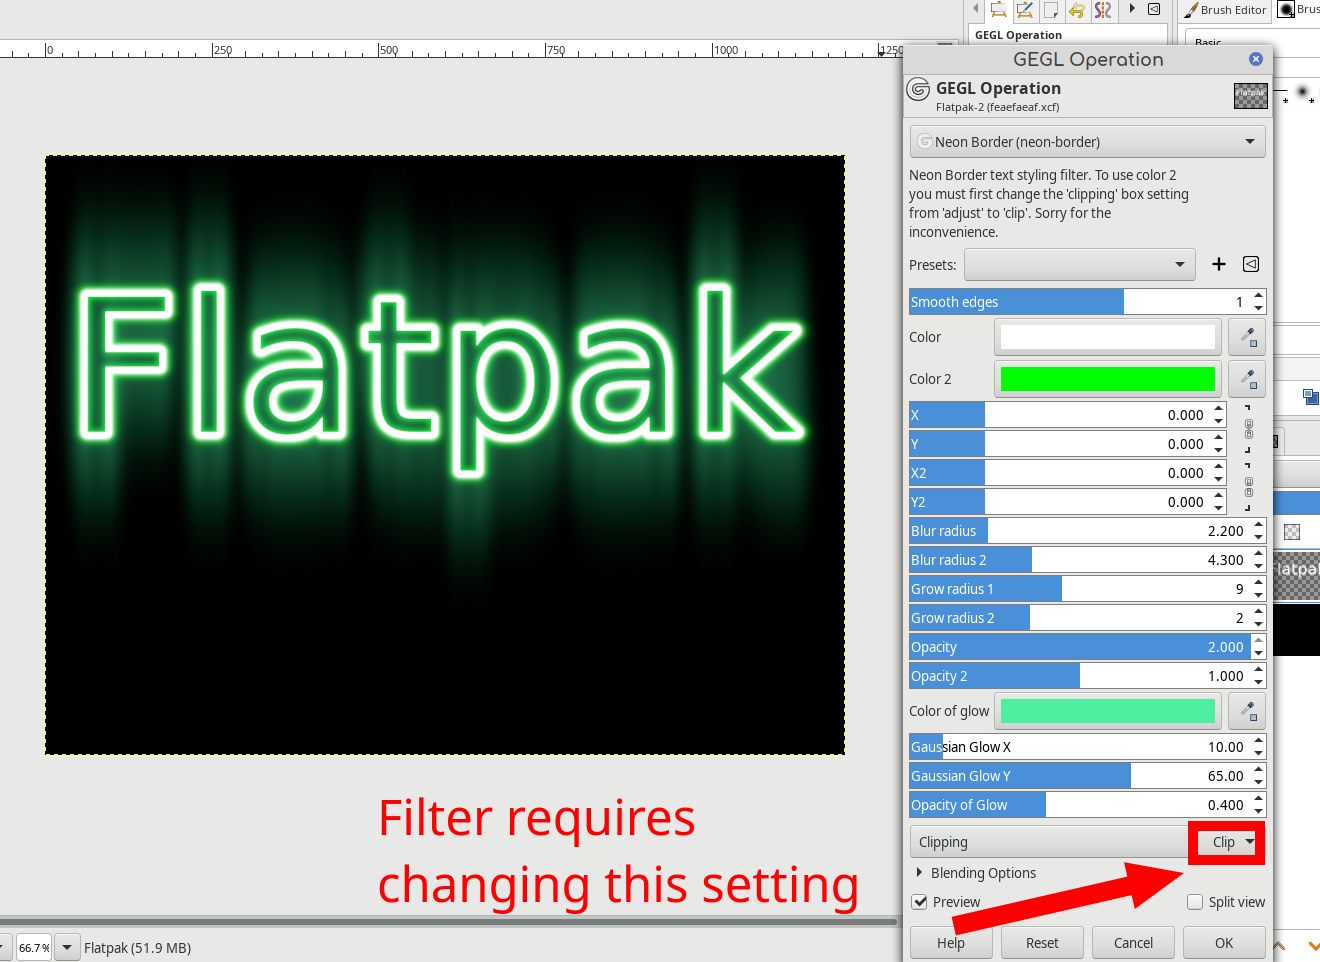 Brush Editor
Brus
GEGL Operation
Basic
0
250
500
750
1000
1250
GEGL Operation
GEGL Operation
Flatpak-2 (feaefaeaf.xcf)
Neon Border (neon-border)
Neon Border text styling filter. To use color 2
you must first change the 'clipping' box setting
from 'adjust' to 'clip'. Sorry for the
inconvenience.
Presets:
Smooth edges 1
Color
Color 2
X 0.000
Y 0.000
X2 0.000
Y2 0.000
Blur radius 2.200
Blur radius 2 4.300
Grow radius 1 9
Grow radius 2 2
Opacity 2.000
Opacity 2 1.000
Color of glow
Gaussian Glow X 10.00
Gaussian Glow Y 65.00
Opacity of Glow 0.400
Clipping Clip
Blending Options
Preview Split view
Help Reset Cancel OK
Flatpak
Filter requires
changing this setting
66.7 %
Flatpak (51.9 MB)